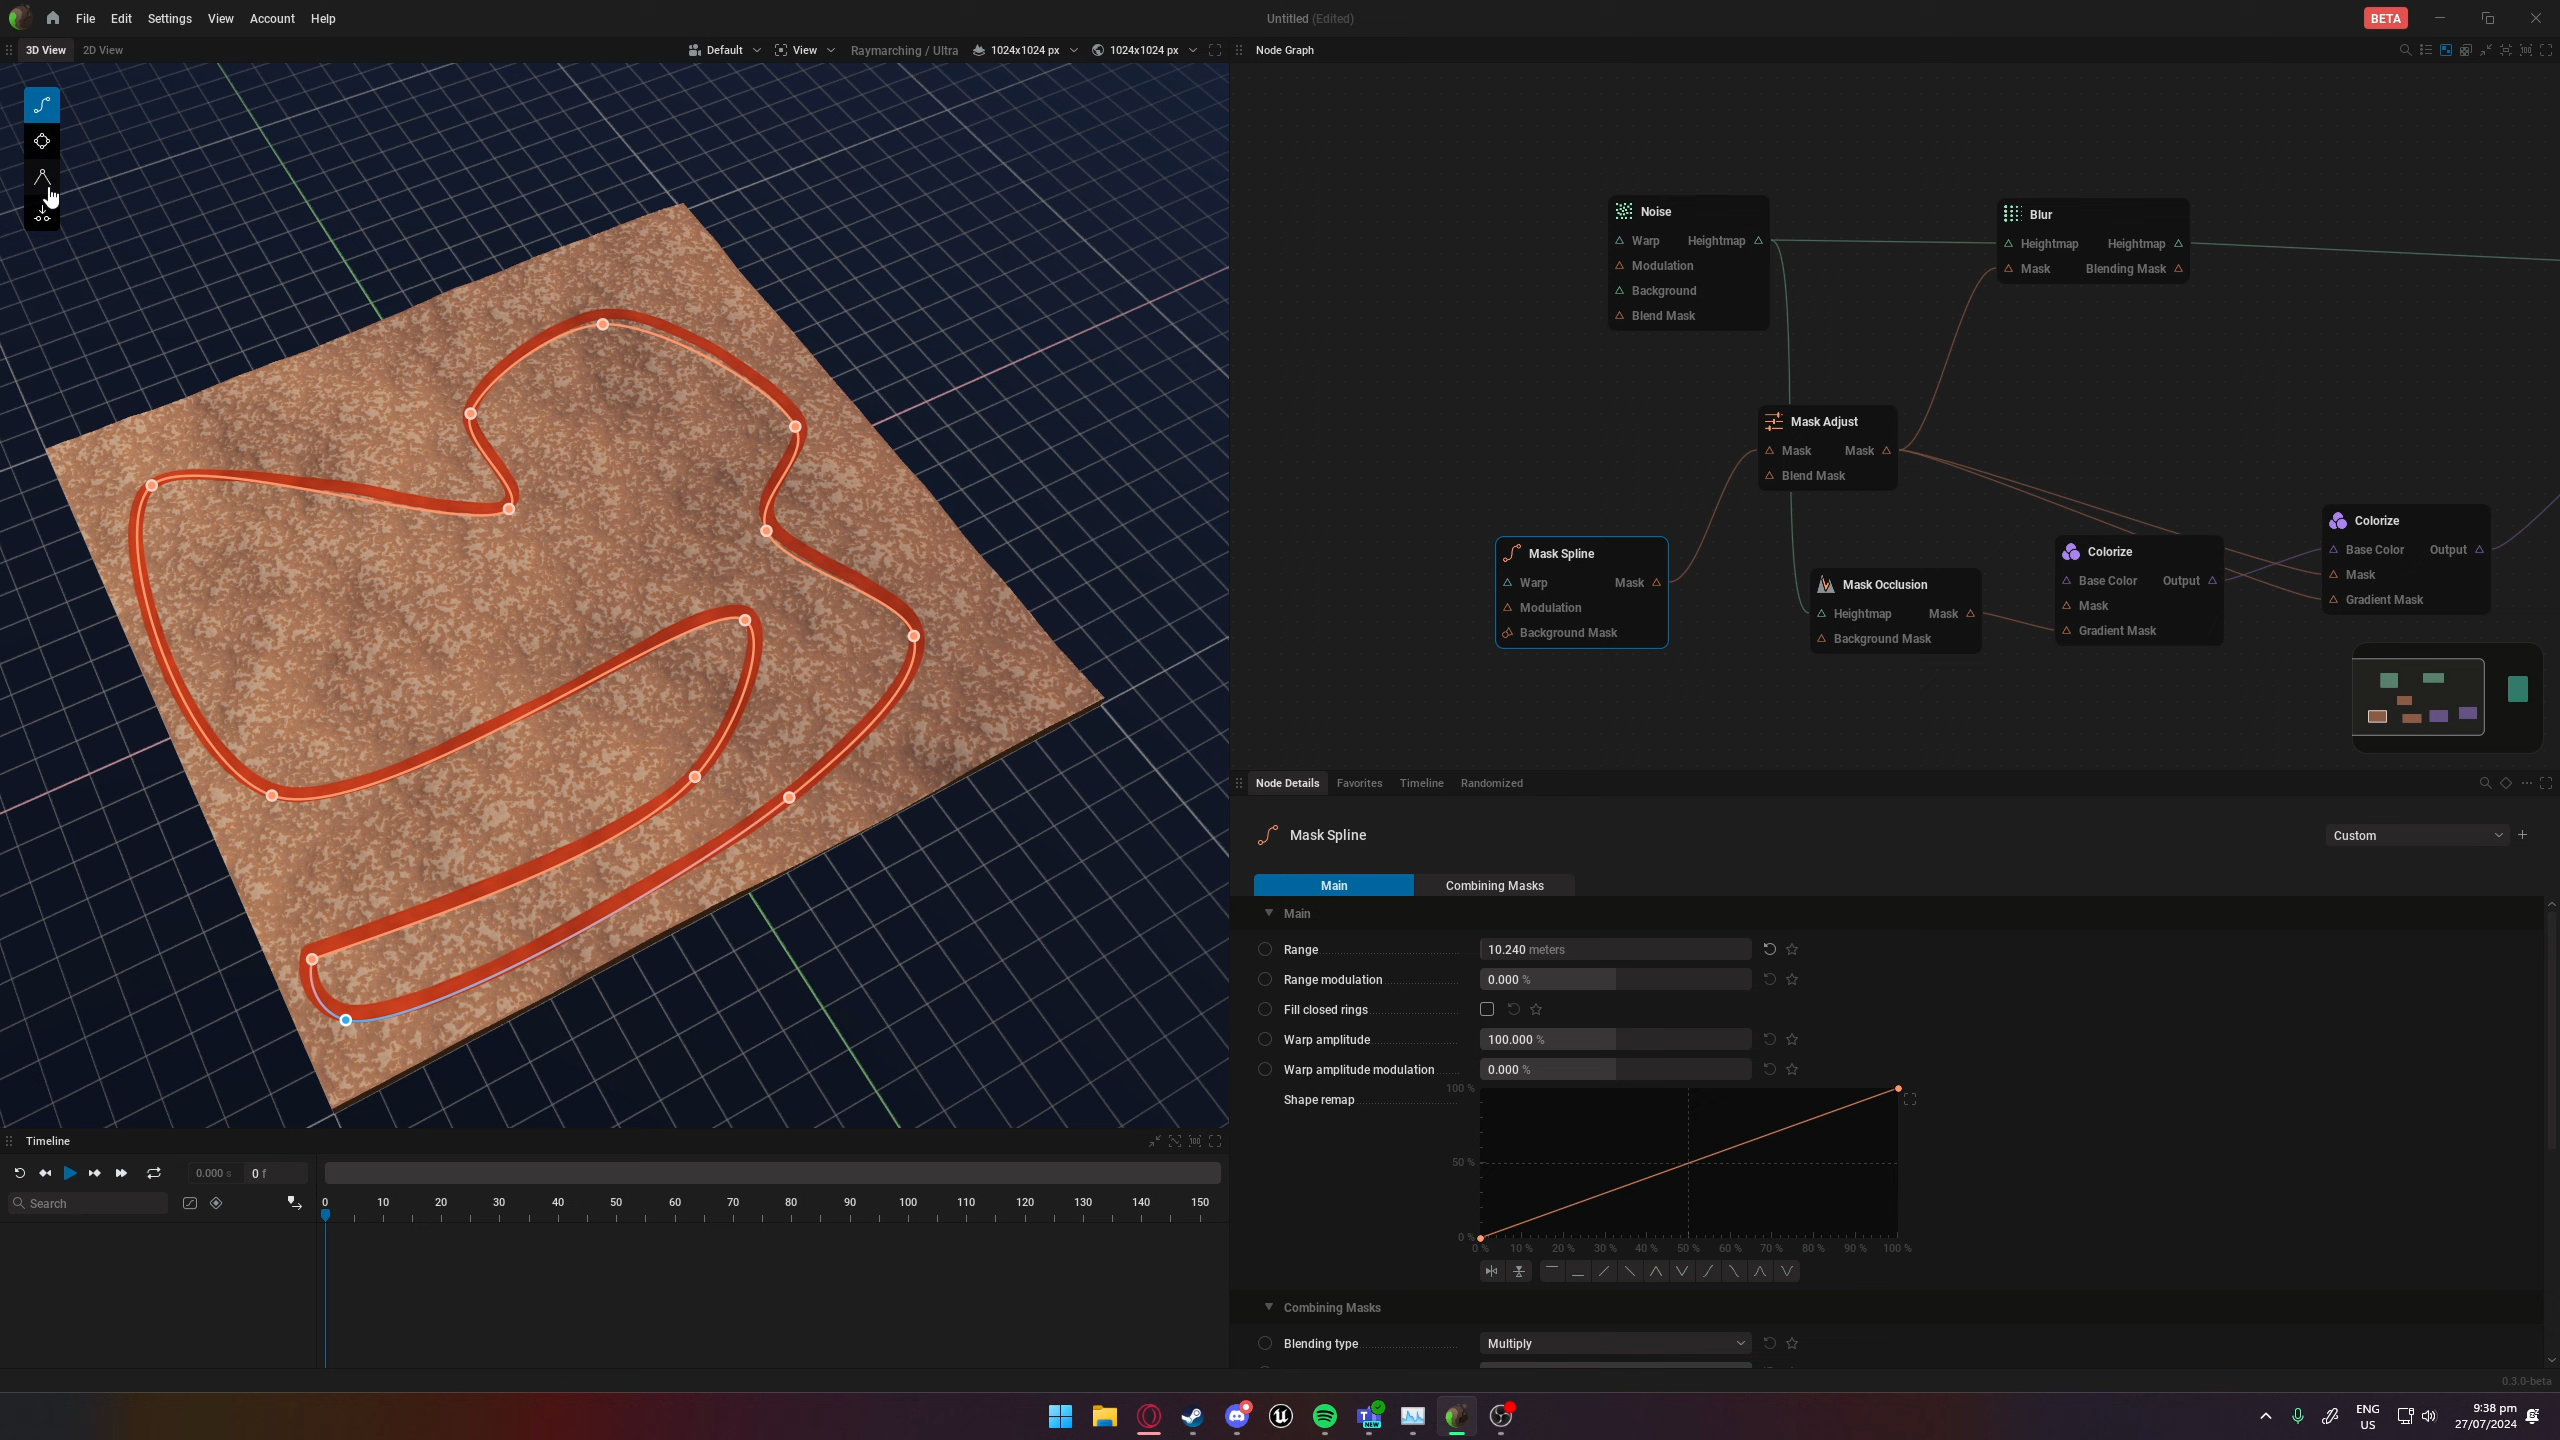 File Edit Settings View Account Help
Untitled (Edited)
BETA
3D View 2D View
Default View Raymarching / Ultra 1024x1024 px 1024x1024 px
Node Graph
Noise
Warp Heightmap
Modulation
Background
Blend Mask
Blur
Heightmap Heightmap
Mask Blending Mask
Mask Adjust
Mask Mask
Blend Mask
Mask Spline
Warp Mask
Modulation
Background Mask
Mask Occlusion
Heightmap Mask
Background Mask
Colorize
Base Color Output
Mask
Gradient Mask
Colorize
Base Color Output
Mask
Gradient Mask
Node Details Favorites Timeline Randomized
Mask Spline
Custom
Main Combining Masks
Main
Range 10.240 meters
Range modulation 0.000 %
Fill closed rings
Warp amplitude 100.000 %
Warp amplitude modulation 0.000 %
Shape remap
100 %
50 %
0 %
0 % 10 % 20 % 30 % 40 % 50 % 60 % 70 % 80 % 90 % 100 %
Combining Masks
Blending type Multiply
0.3.0-beta
Timeline
0.000 s 0 f
Search
0 10 20 30 40 50 60 70 80 90 100 110 120 130 140 150
NEW
ENG
US
9:38 pm
27/07/2024